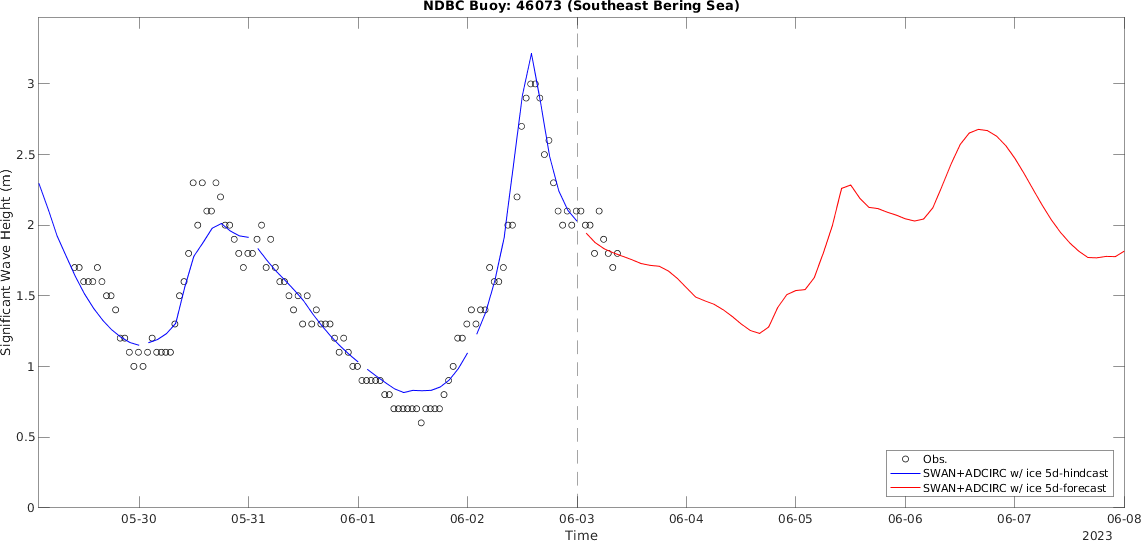 NDBC Buoy: 46073 (Southeast Bering Sea)
Significant Wave Height (m)
3
2.5
2
1.5
1
0.5
0
Obs.
SWAN+ADCIRC w/ ice 5d-hindcast
SWAN+ADCIRC w/ ice 5d-forecast
05-30 05-31 06-01 06-02 06-03 06-04 06-05 06-06 06-07 06-08
Time
2023